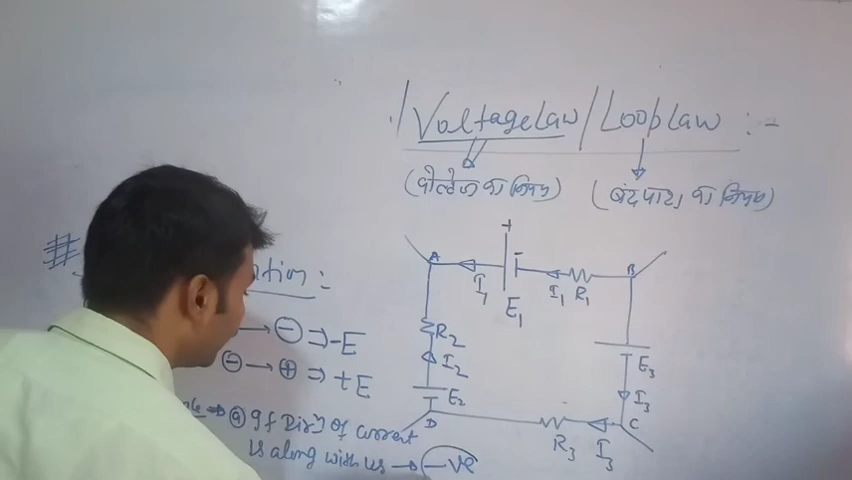 Voltage Law / Loop Law :-
(वोल्टेज का नियम) (बंद पाश का नियम)
#
A + - B
I1 E1 I1 R1
R2
I2
E3
⊖ ⇒ -E
⊖ → ⊕ ⇒ +E
E2
I3
D C
R3 I3
(a) If Dirn of current
is along with us → -ve